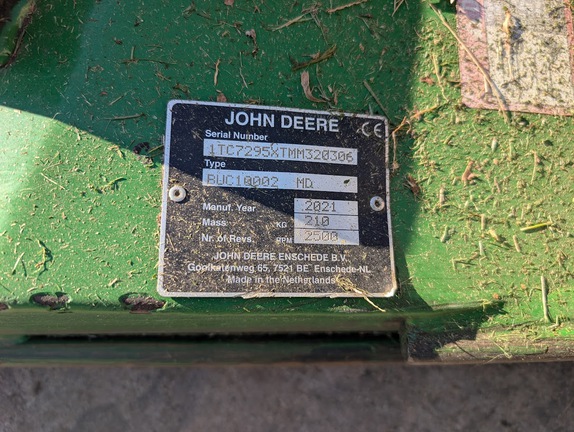 JOHN DEERE CE
Serial Number
1TC7295XTMM320306
Type
BUC10002 MD
Manuf. Year 2021
Mass KG 210
Nr. of Revs. RPM 2500
JOHN DEERE ENSCHEDE B.V.
Goolkatenweg 65, 7521 BE Enschede-NL
Made in the Netherlands